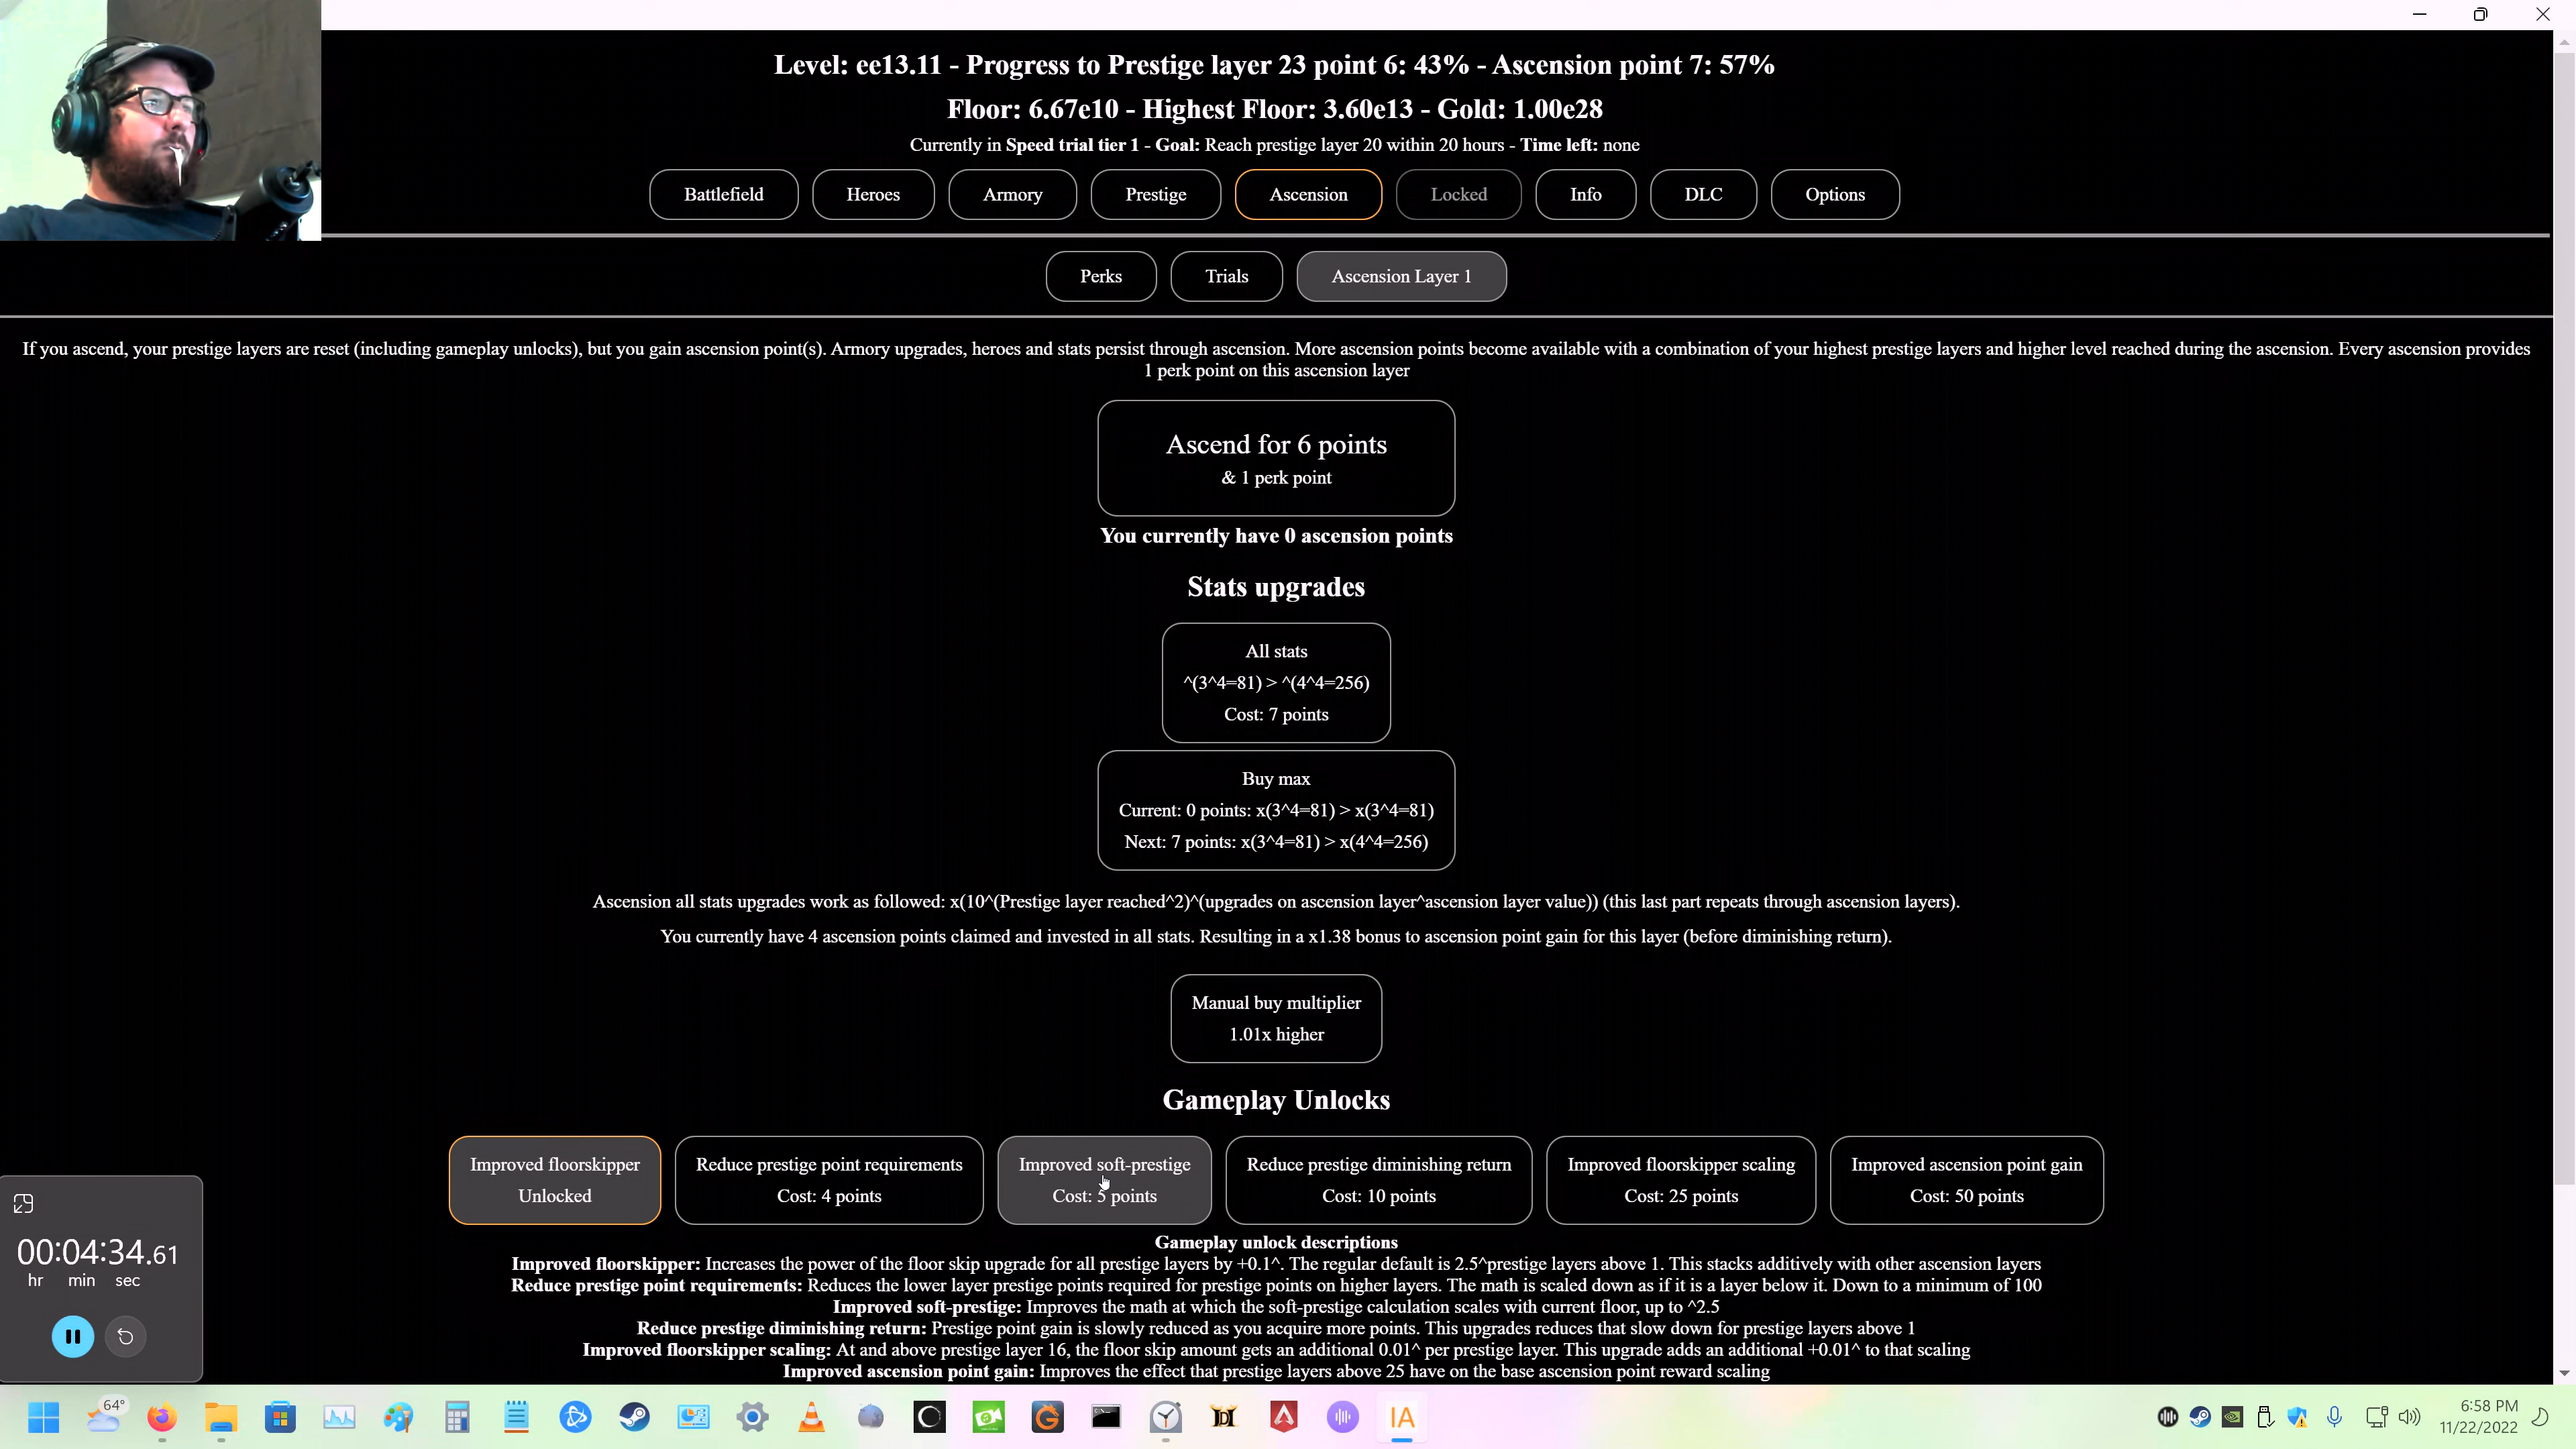 Level: ee13.11 - Progress to Prestige layer 23 point 6: 43% - Ascension point 7: 57%
Floor: 6.67e10 - Highest Floor: 3.60e13 - Gold: 1.00e28
Currently in Speed trial tier 1 - Goal: Reach prestige layer 20 within 20 hours - Time left: none
Battlefield Heroes Armory Prestige Ascension Locked Info DLC Options
Perks Trials Ascension Layer 1
If you ascend, your prestige layers are reset (including gameplay unlocks), but you gain ascension point(s). Armory upgrades, heroes and stats persist through ascension. More ascension points become available with a combination of your highest prestige layers and higher level reached during the ascension. Every ascension provides
1 perk point on this ascension layer
Ascend for 6 points
& 1 perk point
You currently have 0 ascension points
Stats upgrades
All stats
^(3^4=81) > ^(4^4=256)
Cost: 7 points
Buy max
Current: 0 points: x(3^4=81) > x(3^4=81)
Next: 7 points: x(3^4=81) > x(4^4=256)
Ascension all stats upgrades work as followed: x(10^(Prestige layer reached^2)^(upgrades on ascension layer^ascension layer value)) (this last part repeats through ascension layers).
You currently have 4 ascension points claimed and invested in all stats. Resulting in a x1.38 bonus to ascension point gain for this layer (before diminishing return).
Manual buy multiplier
1.01x higher
Gameplay Unlocks
Improved floorskipper
Unlocked
Reduce prestige point requirements
Cost: 4 points
Improved soft-prestige
Cost: 5 points
Reduce prestige diminishing return
Cost: 10 points
Improved floorskipper scaling
Cost: 25 points
Improved ascension point gain
Cost: 50 points
Gameplay unlock descriptions
Improved floorskipper: Increases the power of the floor skip upgrade for all prestige layers by +0.1^. The regular default is 2.5^prestige layers above 1. This stacks additively with other ascension layers
Reduce prestige point requirements: Reduces the lower layer prestige points required for prestige points on higher layers. The math is scaled down as if it is a layer below it. Down to a minimum of 100
Improved soft-prestige: Improves the math at which the soft-prestige calculation scales with current floor, up to ^2.5
Reduce prestige diminishing return: Prestige point gain is slowly reduced as you acquire more points. This upgrades reduces that slow down for prestige layers above 1
Improved floorskipper scaling: At and above prestige layer 16, the floor skip amount gets an additional 0.01^ per prestige layer. This upgrade adds an additional +0.01^ to that scaling
Improved ascension point gain: Improves the effect that prestige layers above 25 have on the base ascension point reward scaling
00:04:34.61
hr min sec
64°
IA
6:58 PM
11/22/2022